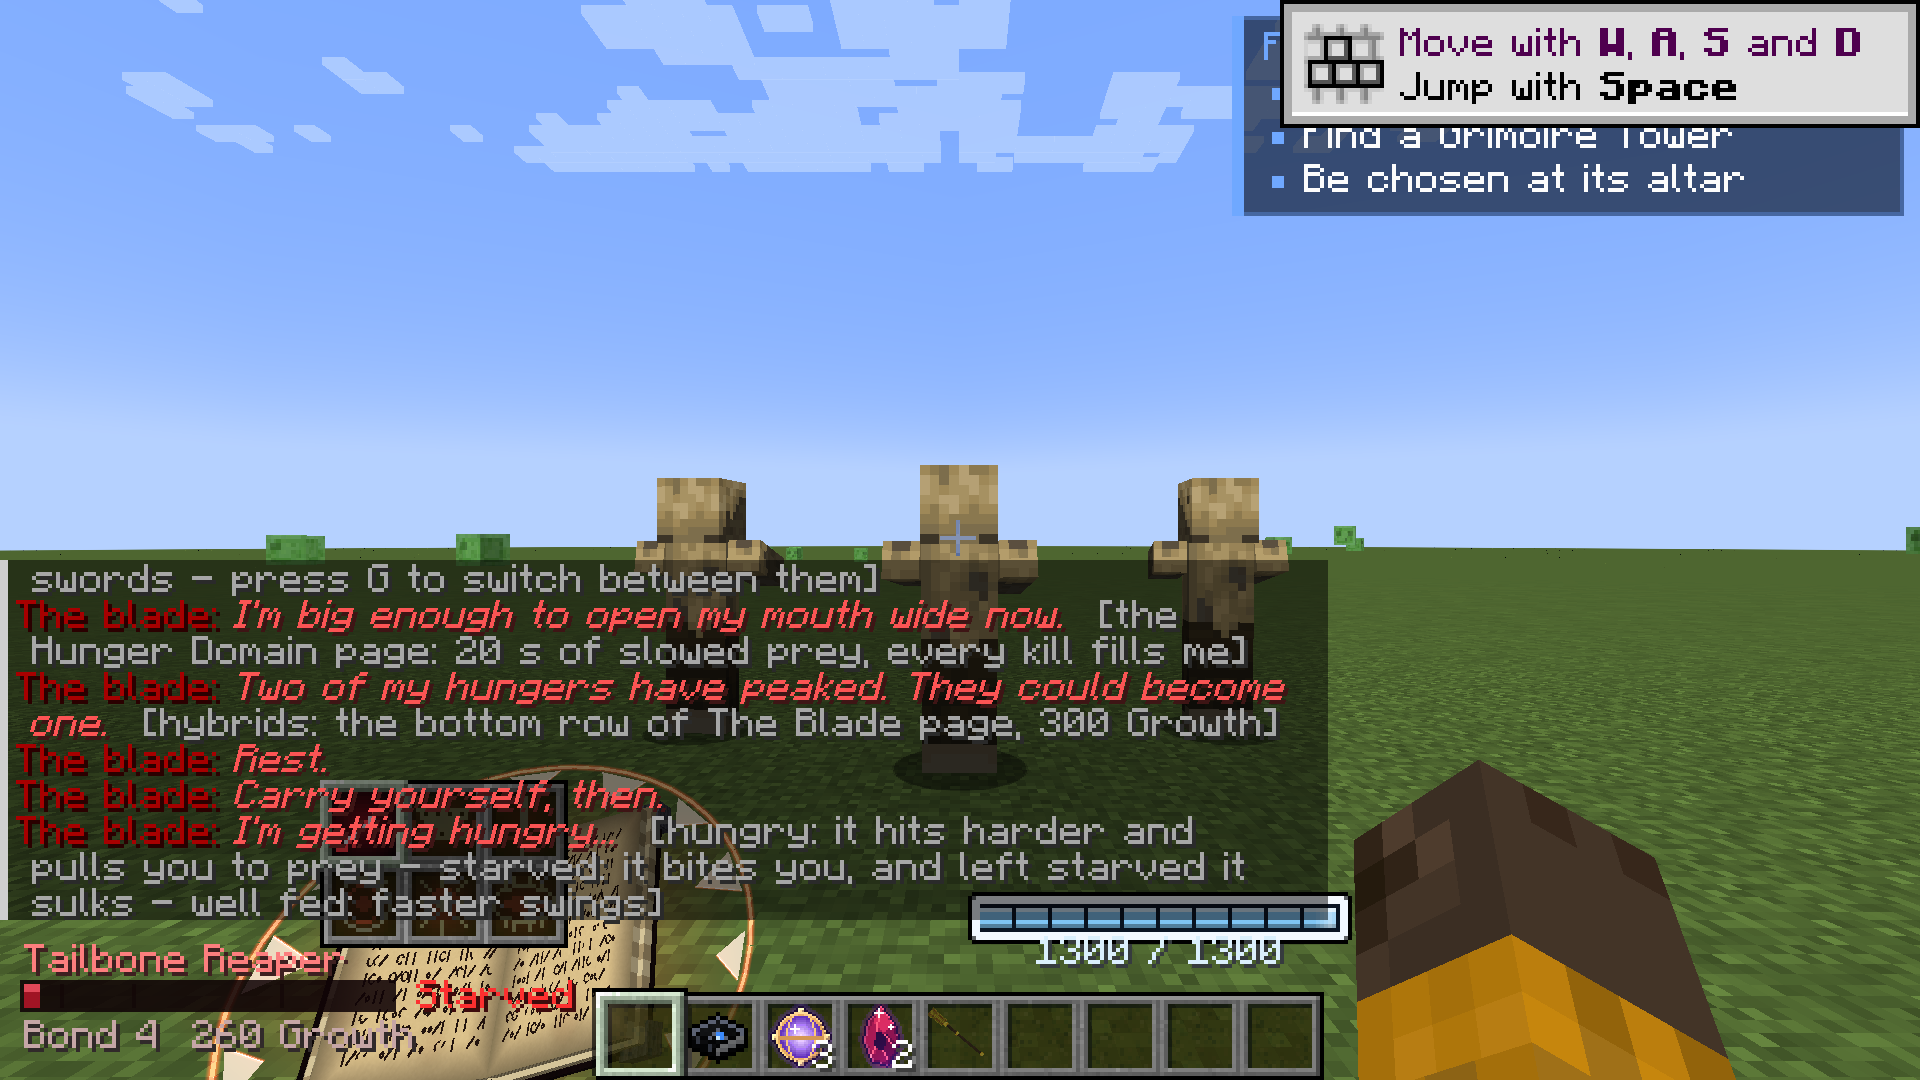 Move with W, A, S and D
Jump with Space
F
Find a Grimoire Tower
Be chosen at its altar
swords – press G to switch between them]
The blade: I'm big enough to open my mouth wide now. [the
Hunger Domain page: 20 s of slowed prey, every kill fills me]
The blade: Two of my hungers have peaked. They could become
one. [hybrids: the bottom row of The Blade page, 300 Growth]
The blade: Rest.
The blade: Carry yourself, then.
The blade: I'm getting hungry... [hungry: it hits harder and
pulls you to prey – starved: it bites you, and left starved it
sulks – well fed: faster swings]
1300 / 1300
Tailbone Reaper
Starved
Bond 4 260 Growth
3
2